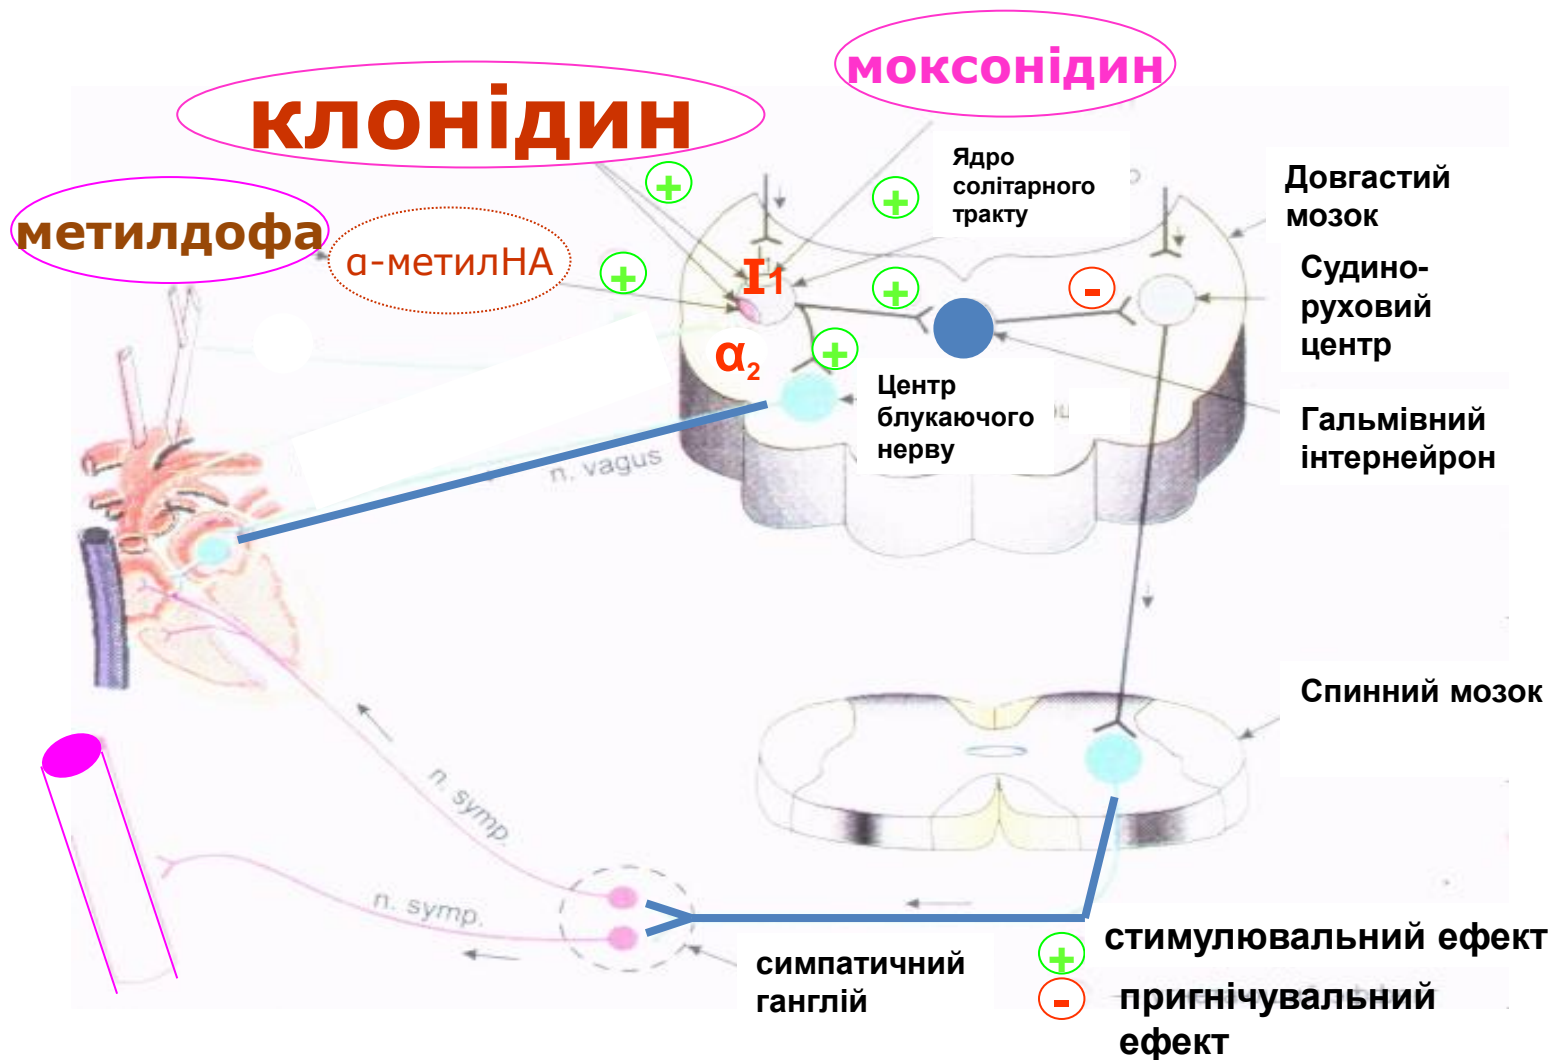 моксонідин
клонідин
Ядро
солітарного
тракту
Довгастий
мозок
метилдофа
α-метилНА
Судино-
руховий
центр
I1
α2
Центр
блукаючого
нерву
Гальмівний
інтернейрон
n. vagus
Спинний мозок
n. symp.
n. symp.
симпатичний
ганглій
+ стимулювальний ефект
- пригнічувальний
ефект
+
+
+
+
+
-